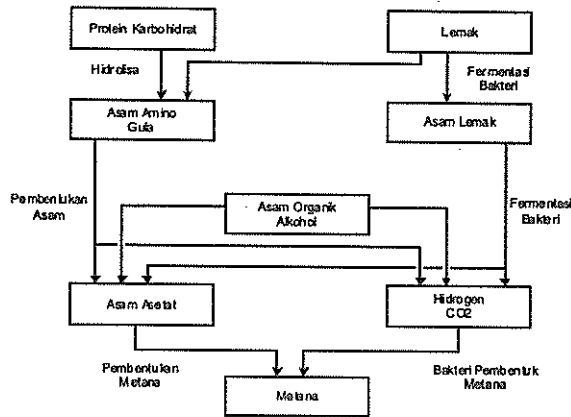 Protein Karbohidrat
Lemak
Hidrolisa
Fermentasi
Bakteri
Asam Amino
Gula
Asam Lemak
Pembentukan
Asam
Asam Organik
Alkohol
Fermentasi
Bakteri
Asam Asetat
Hidrogen
CO2
Pembentukan
Metana
Bakteri Pembentuk
Metana
Metana